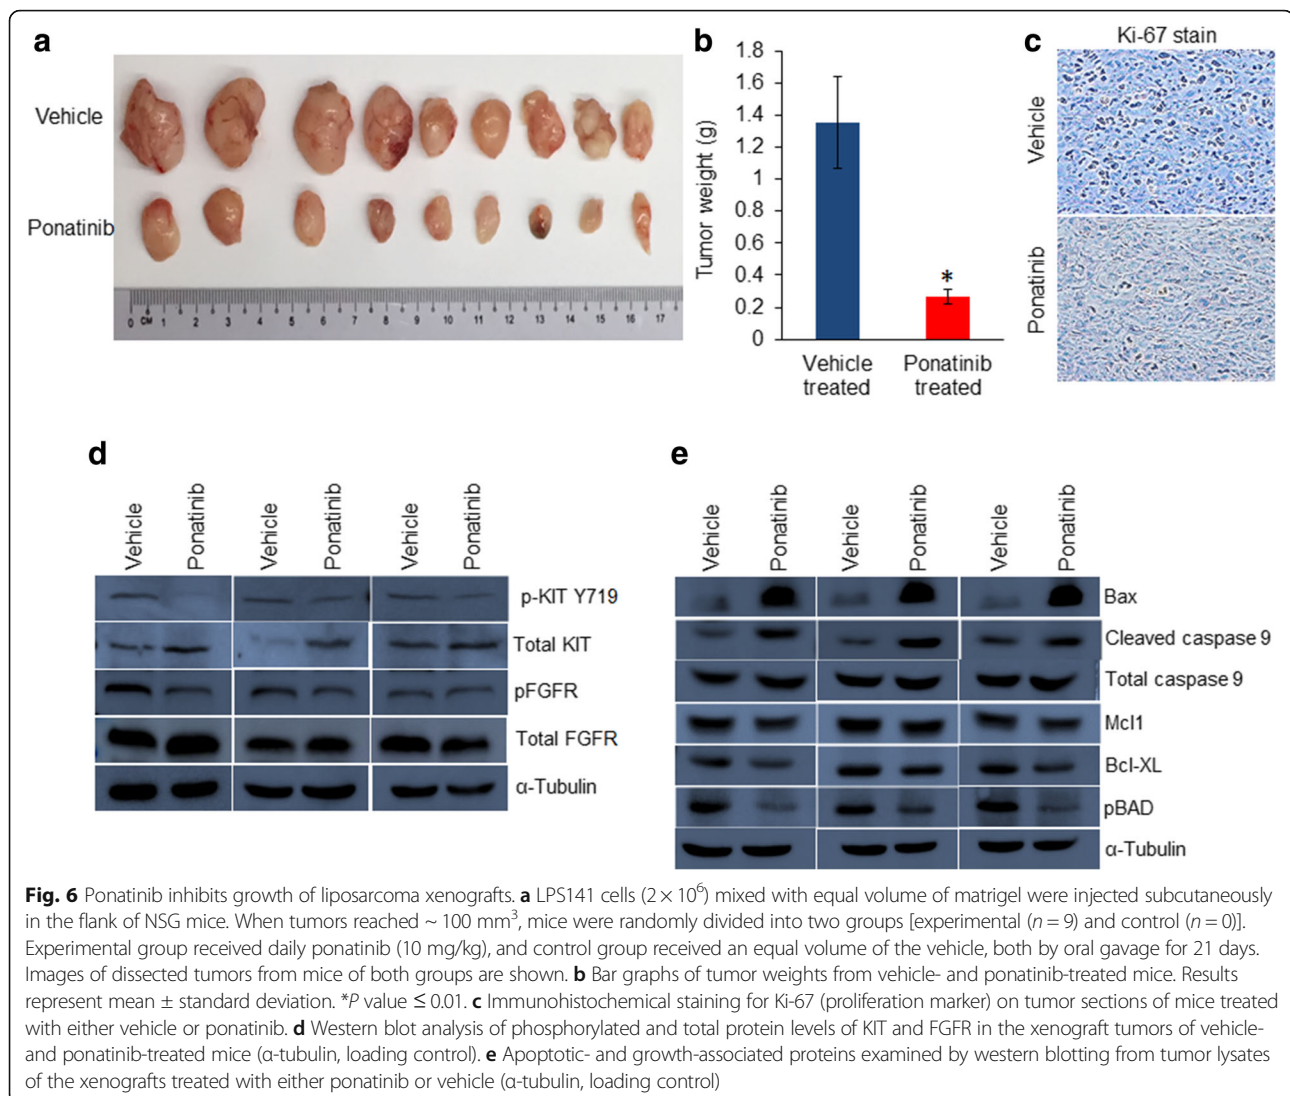 a
Vehicle
Ponatinib
0 CM 1 2 3 4 5 6 7 8 9 10 11 12 13 14 15 16 17
b
Tumor weight (g)
1.8
1.6
1.4
1.2
1
0.8
0.6
0.4
0.2
0
*
Vehicle treated
Ponatinib treated
c
Ki-67 stain
Vehicle
Ponatinib
d
Vehicle Ponatinib Vehicle Ponatinib Vehicle Ponatinib
p-KIT Y719
Total KIT
pFGFR
Total FGFR
α-Tubulin
e
Vehicle Ponatinib Vehicle Ponatinib Vehicle Ponatinib
Bax
Cleaved caspase 9
Total caspase 9
Mcl1
Bcl-XL
pBAD
α-Tubulin
Fig. 6 Ponatinib inhibits growth of liposarcoma xenografts. a LPS141 cells (2 × 10⁶) mixed with equal volume of matrigel were injected subcutaneously
in the flank of NSG mice. When tumors reached ~ 100 mm³, mice were randomly divided into two groups [experimental (n = 9) and control (n = 0)].
Experimental group received daily ponatinib (10 mg/kg), and control group received an equal volume of the vehicle, both by oral gavage for 21 days.
Images of dissected tumors from mice of both groups are shown. b Bar graphs of tumor weights from vehicle- and ponatinib-treated mice. Results
represent mean ± standard deviation. *P value ≤ 0.01. c Immunohistochemical staining for Ki-67 (proliferation marker) on tumor sections of mice treated
with either vehicle or ponatinib. d Western blot analysis of phosphorylated and total protein levels of KIT and FGFR in the xenograft tumors of vehicle-
and ponatinib-treated mice (α-tubulin, loading control). e Apoptotic- and growth-associated proteins examined by western blotting from tumor lysates
of the xenografts treated with either ponatinib or vehicle (α-tubulin, loading control)